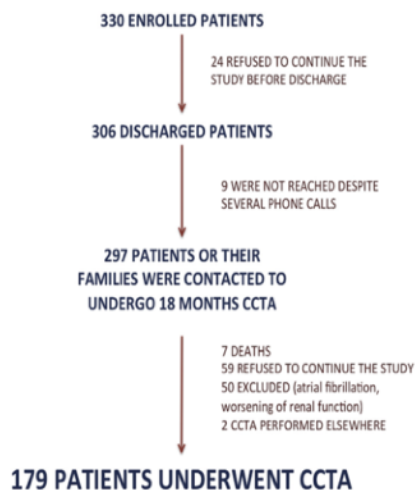 330 ENROLLED PATIENTS
24 REFUSED TO CONTINUE THE
STUDY BEFORE DISCHARGE
306 DISCHARGED PATIENTS
9 WERE NOT REACHED DESPITE
SEVERAL PHONE CALLS
297 PATIENTS OR THEIR
FAMILIES WERE CONTACTED TO
UNDERGO 18 MONTHS CCTA
7 DEATHS
59 REFUSED TO CONTINUE THE STUDY
50 EXCLUDED (atrial fibrillation,
worsening of renal function)
2 CCTA PERFORMED ELSEWHERE
179 PATIENTS UNDERWENT CCTA